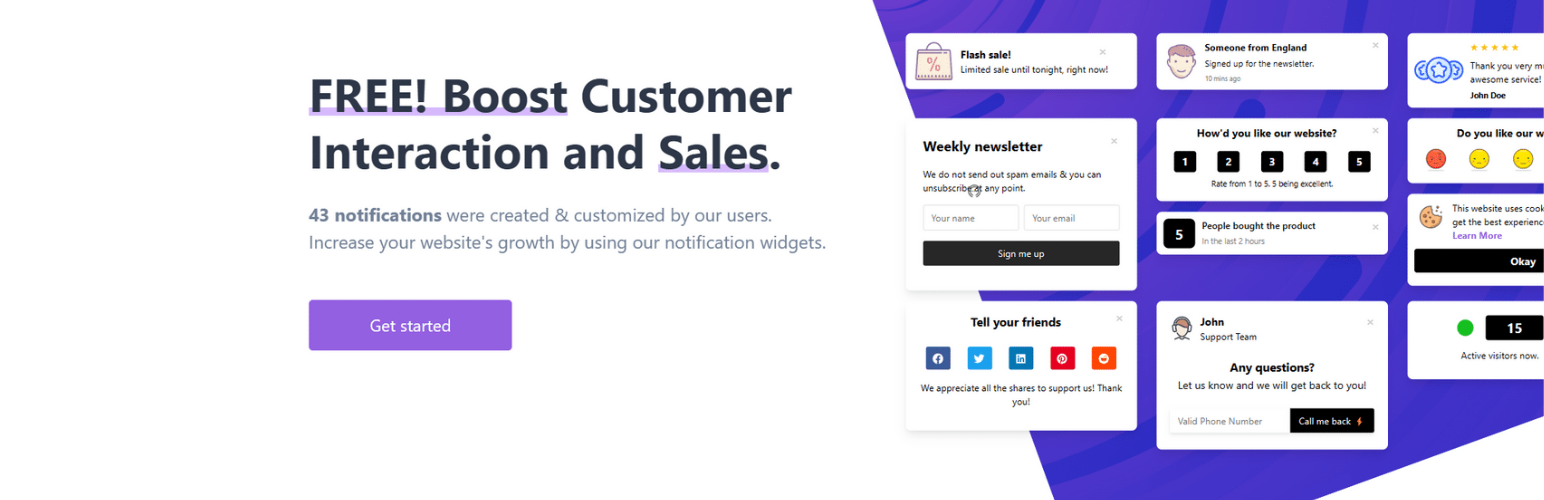 FREE! Boost Customer
Interaction and Sales.
43 notifications were created & customized by our users.
Increase your website's growth by using our notification widgets.
Get started
%
Flash sale!
Limited sale until tonight, right now!
Weekly newsletter
We do not send out spam emails & you can
unsubscribe at any point.
Your name
Your email
Sign me up
Tell your friends
We appreciate all the shares to support us! Thank
you!
Someone from England
Signed up for the newsletter.
10 mins ago
How'd you like our website?
1 2 3 4 5
Rate from 1 to 5. 5 being excellent.
5
People bought the product
In the last 2 hours
John
Support Team
Any questions?
Let us know and we will get back to you!
Valid Phone Number
Call me back
Thank you very
awesome service!
John Doe
Do you like our
This website uses
get the best
Learn More
Okay
15
Active visitors now.